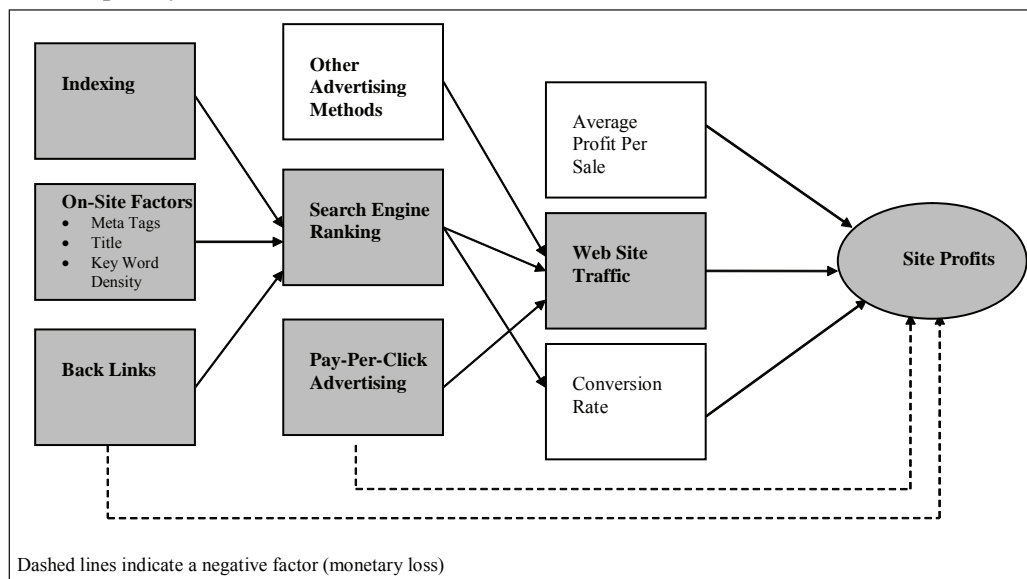 Indexing
On-Site Factors
• Meta Tags
• Title
• Key Word
Density
Back Links
Other
Advertising
Methods
Search Engine
Ranking
Pay-Per-Click
Advertising
Average
Profit Per
Sale
Web Site
Traffic
Conversion
Rate
Site Profits
Dashed lines indicate a negative factor (monetary loss)